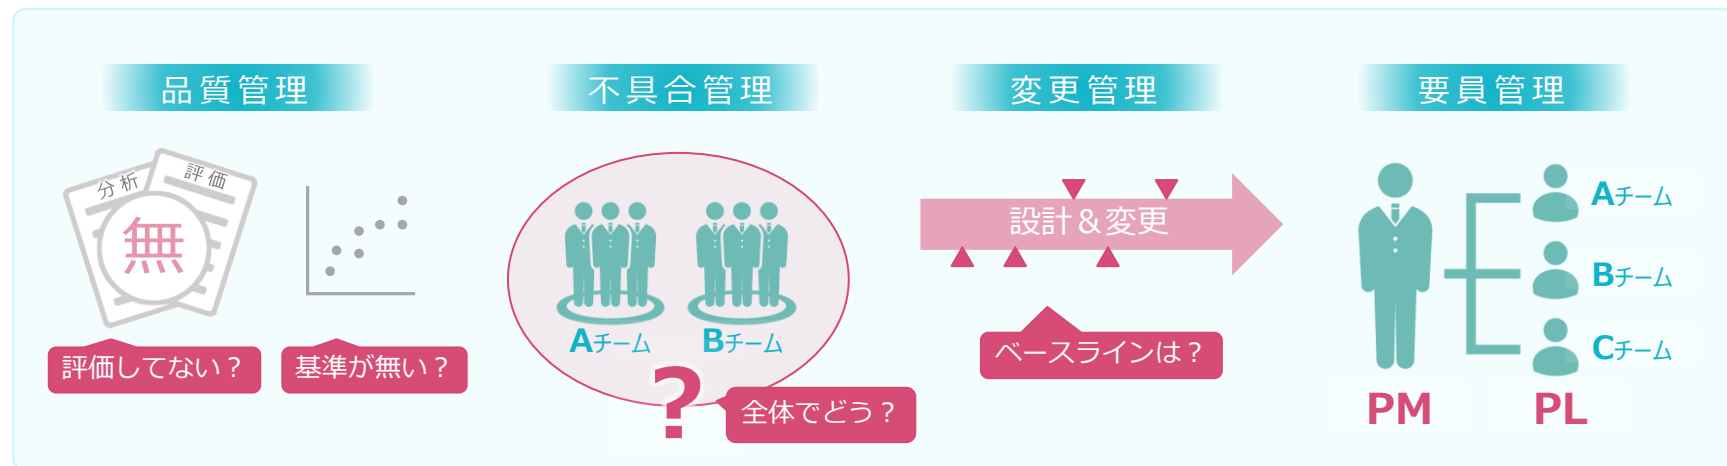 品質管理
分析
評価
無
評価してない？
基準が無い？
不具合管理
Aチーム
Bチーム
?
全体でどう？
変更管理
設計＆変更
ベースラインは？
要員管理
Aチーム
Bチーム
Cチーム
PM
PL